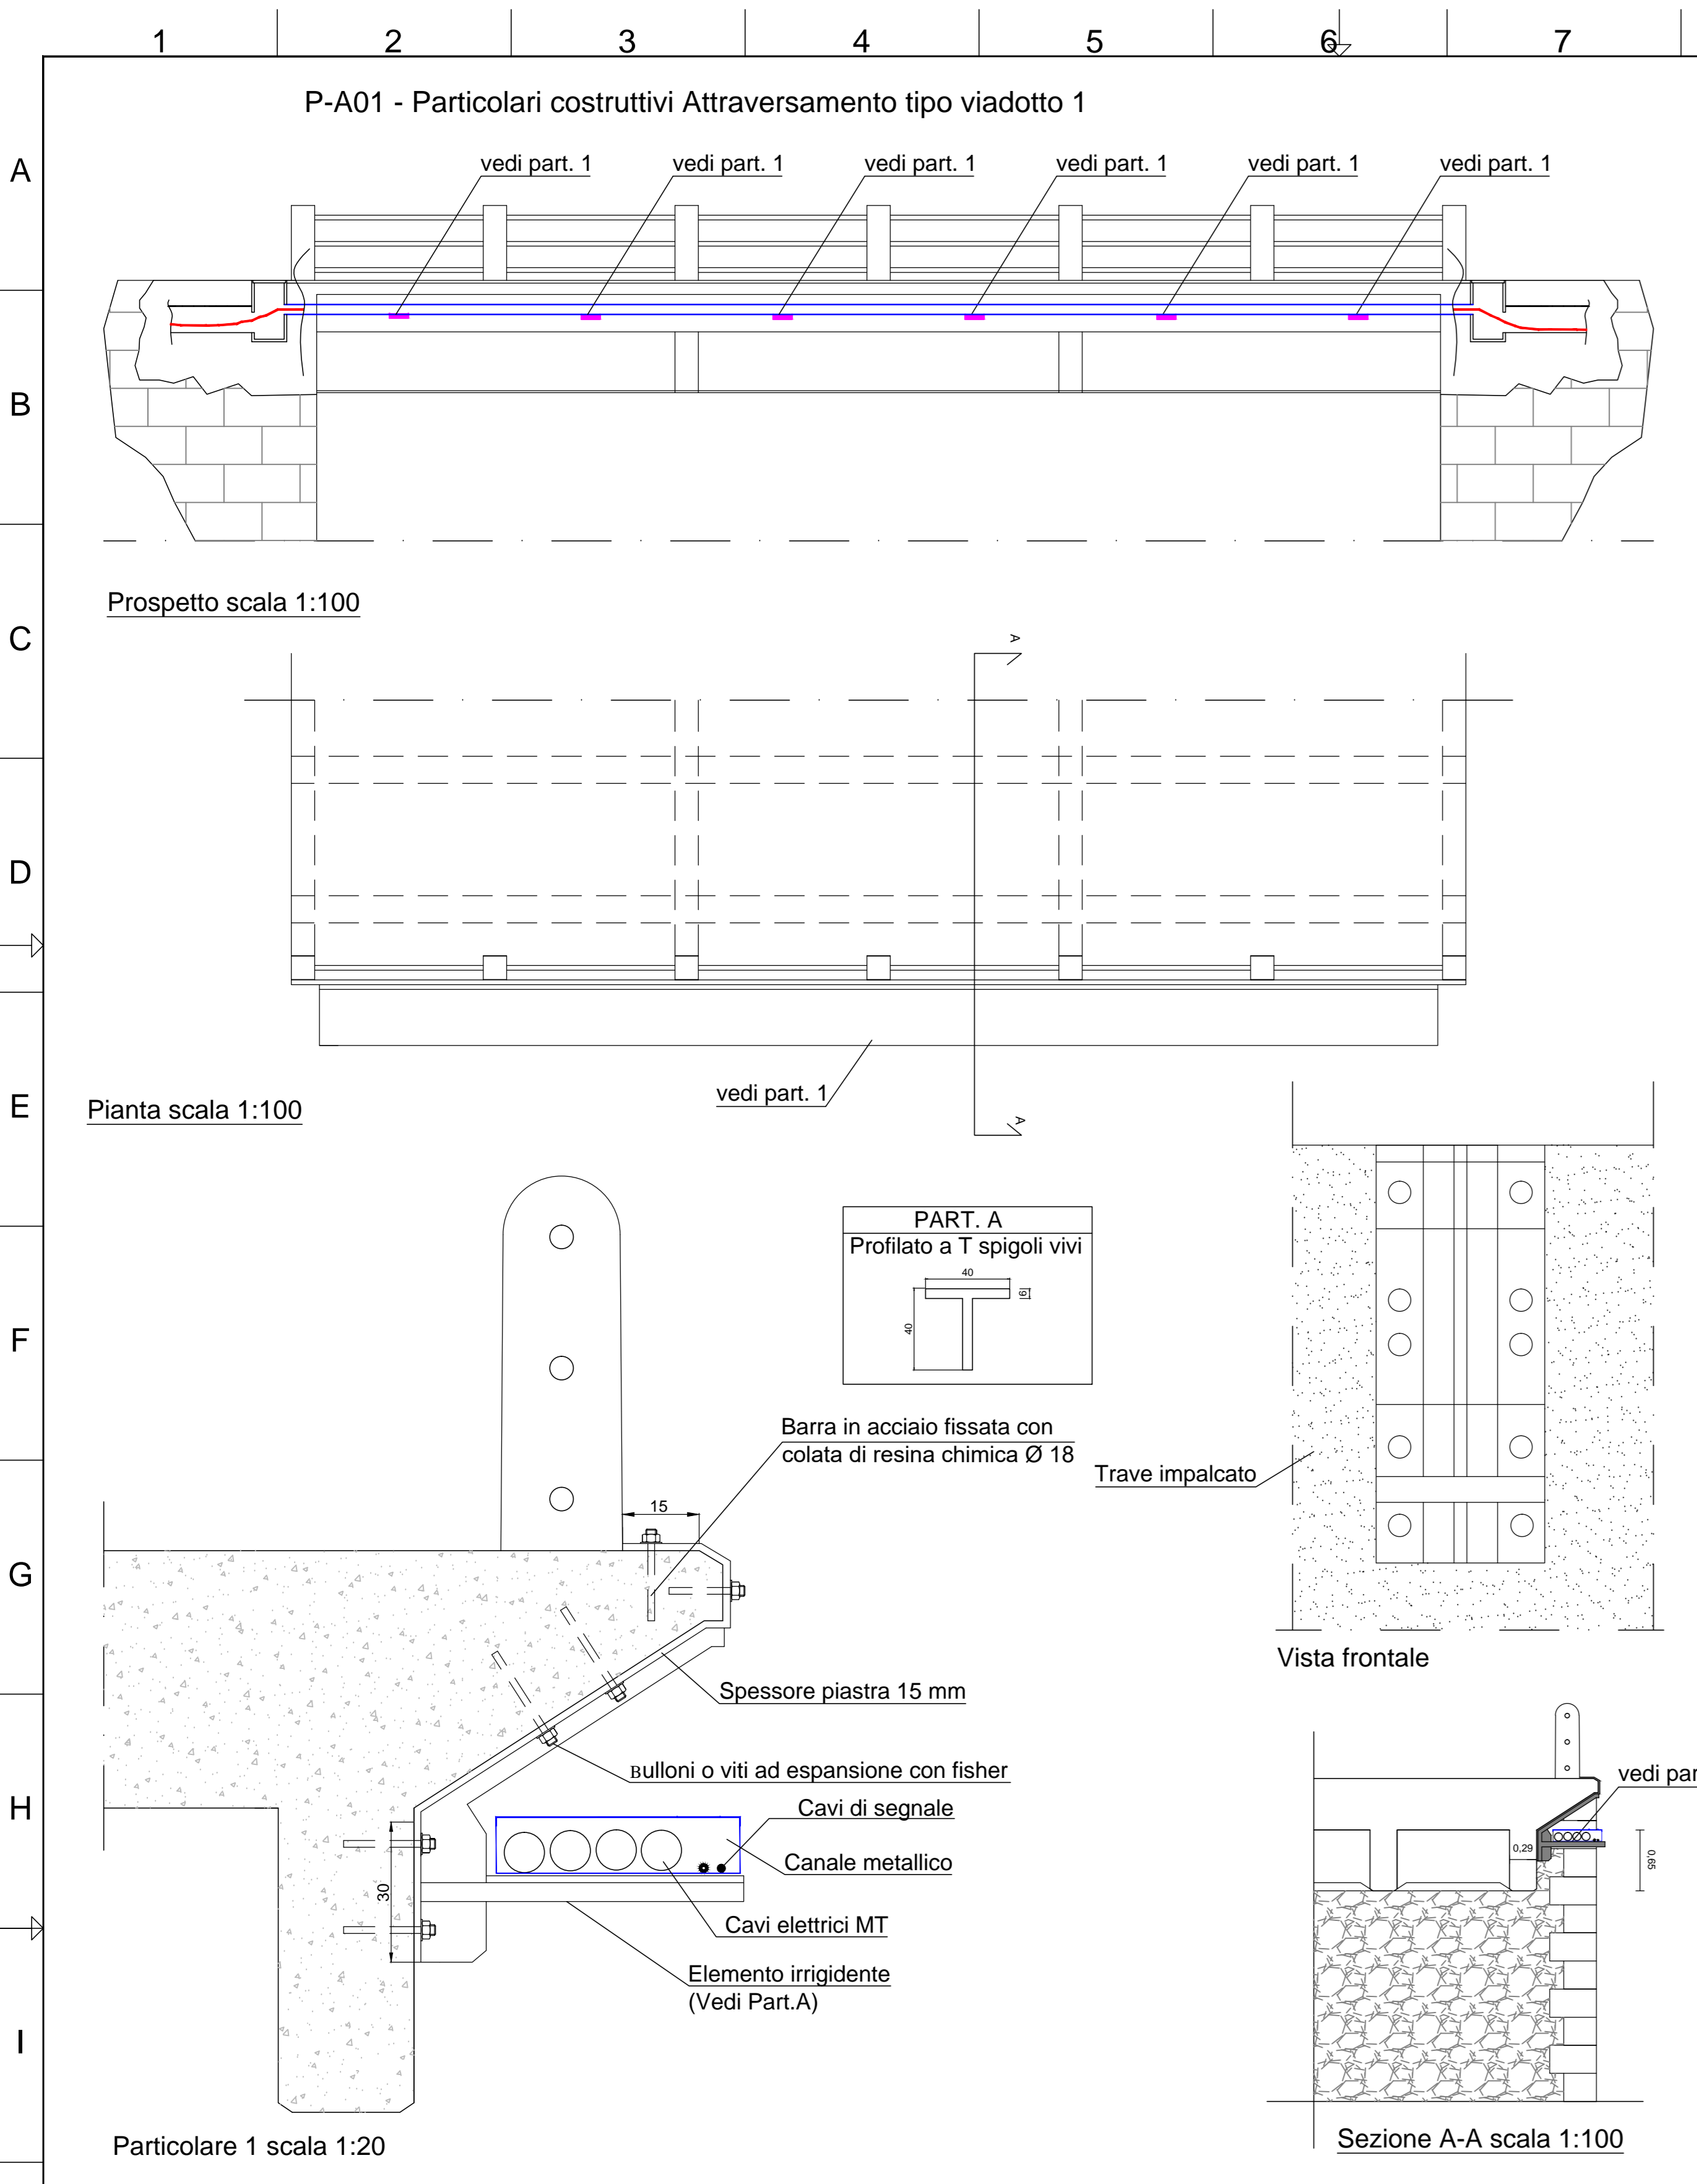 1 2 3 4 5 6 7
P-A01 - Particolari costruttivi Attraversamento tipo viadotto 1
A
vedi part. 1 vedi part. 1 vedi part. 1 vedi part. 1 vedi part. 1 vedi part. 1
B
Prospetto scala 1:100
C
A
D
vedi part. 1
A
E
Pianta scala 1:100
PART. A
Profilato a T spigoli vivi
40
6
40
F
Barra in acciaio fissata con
colata di resina chimica Ø 18
Trave impalcato
15
G
Vista frontale
Spessore piastra 15 mm
Bulloni o viti ad espansione con fisher
H
Cavi di segnale
Canale metallico
30
Cavi elettrici MT
Elemento irrigidente
(Vedi Part.A)
vedi par
0,29
0,65
I
Particolare 1 scala 1:20
Sezione A-A scala 1:100